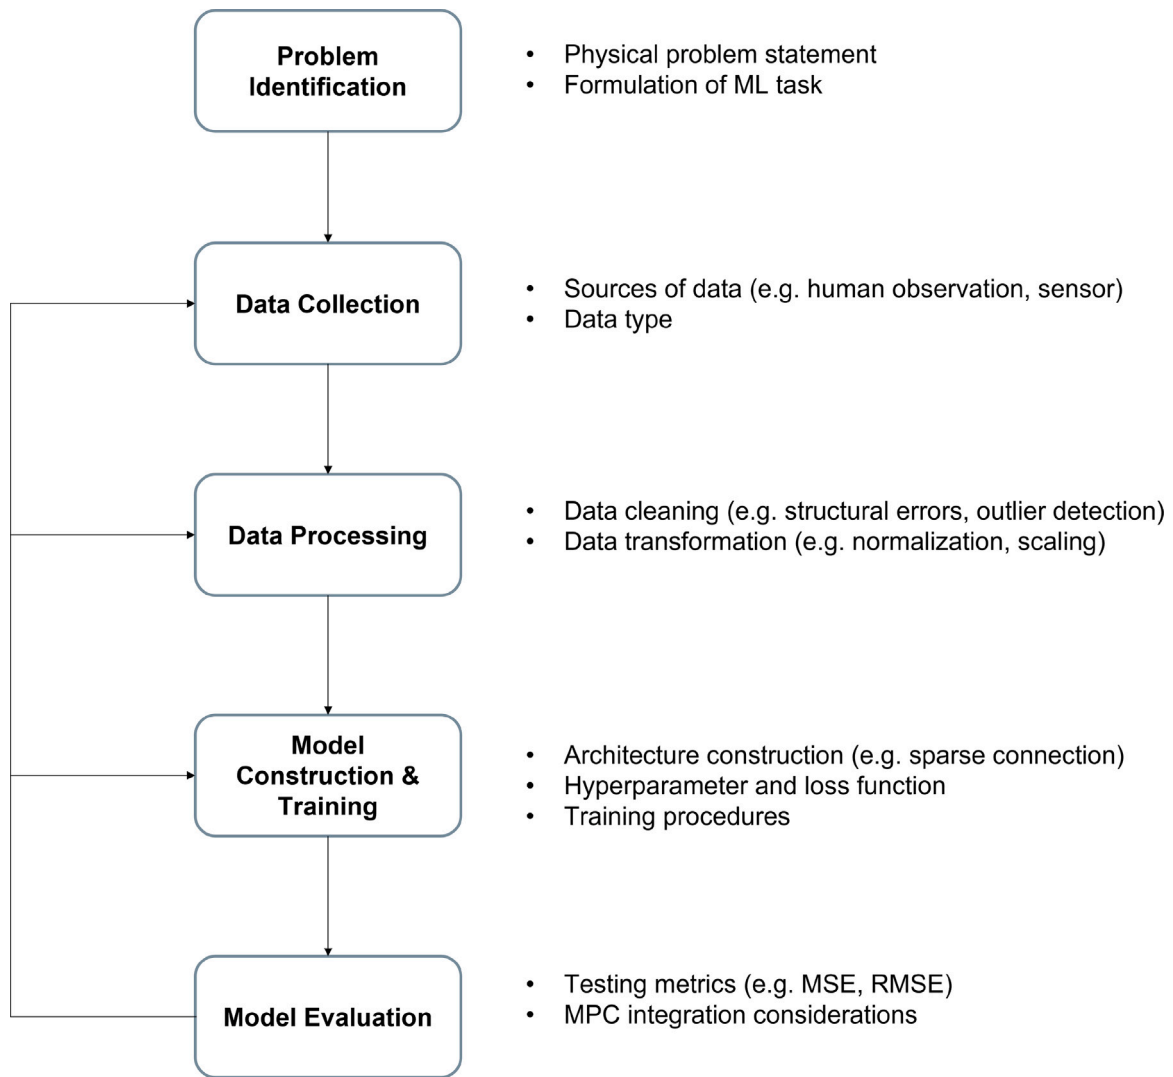 Problem
Identification
• Physical problem statement
• Formulation of ML task
Data Collection
• Sources of data (e.g. human observation, sensor)
• Data type
Data Processing
• Data cleaning (e.g. structural errors, outlier detection)
• Data transformation (e.g. normalization, scaling)
Model
Construction &
Training
• Architecture construction (e.g. sparse connection)
• Hyperparameter and loss function
• Training procedures
Model Evaluation
• Testing metrics (e.g. MSE, RMSE)
• MPC integration considerations